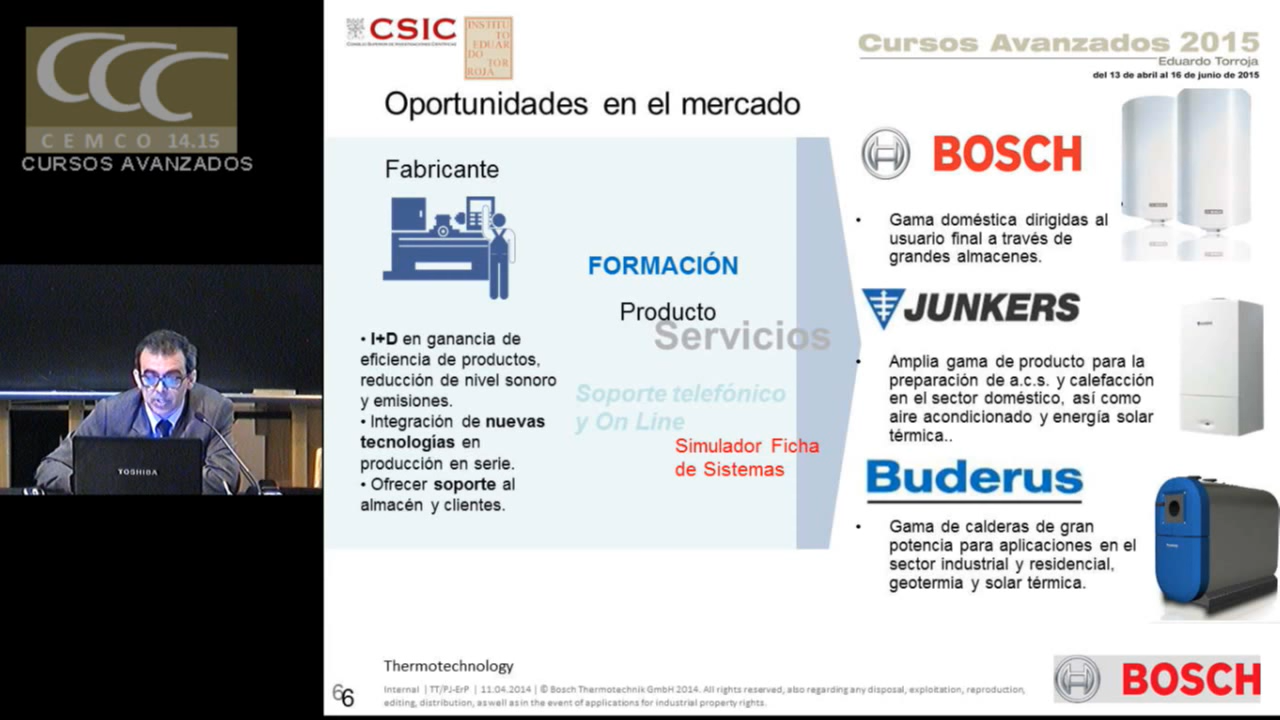 CCC
CEMCO 14.15
CURSOS AVANZADOS
TOSHIBA
CSIC
CONSEJO SUPERIOR DE INVESTIGACIONES CIENTÍFICAS
INSTITU
TO
EDUAR
DO TOR
ROJA
Cursos Avanzados 2015
Eduardo Torroja
del 13 de abril al 16 de junio de 2015
Oportunidades en el mercado
Fabricante
• I+D en ganancia de
eficiencia de productos,
reducción de nivel sonoro
y emisiones.
• Integración de nuevas
tecnologías en
producción en serie.
• Ofrecer soporte al
almacén y clientes.
FORMACIÓN
Producto
Servicios
Soporte telefónico
y On Line
Simulador Ficha
de Sistemas
BOSCH
• Gama doméstica dirigidas al
usuario final a través de
grandes almacenes.
JUNKERS
• Amplia gama de producto para la
preparación de a.c.s. y calefacción
en el sector doméstico, así como
aire acondicionado y energía solar
térmica..
Buderus
• Gama de calderas de gran
potencia para aplicaciones en el
sector industrial y residencial,
geotermia y solar térmica.
Thermotechnology
6 6
Internal | TT/PJ-ErP | 11.04.2014 | © Bosch Thermotechnik GmbH 2014. All rights reserved, also regarding any disposal, exploitation, reproduction,
editing, distribution, as well as in the event of applications for industrial property rights.
BOSCH